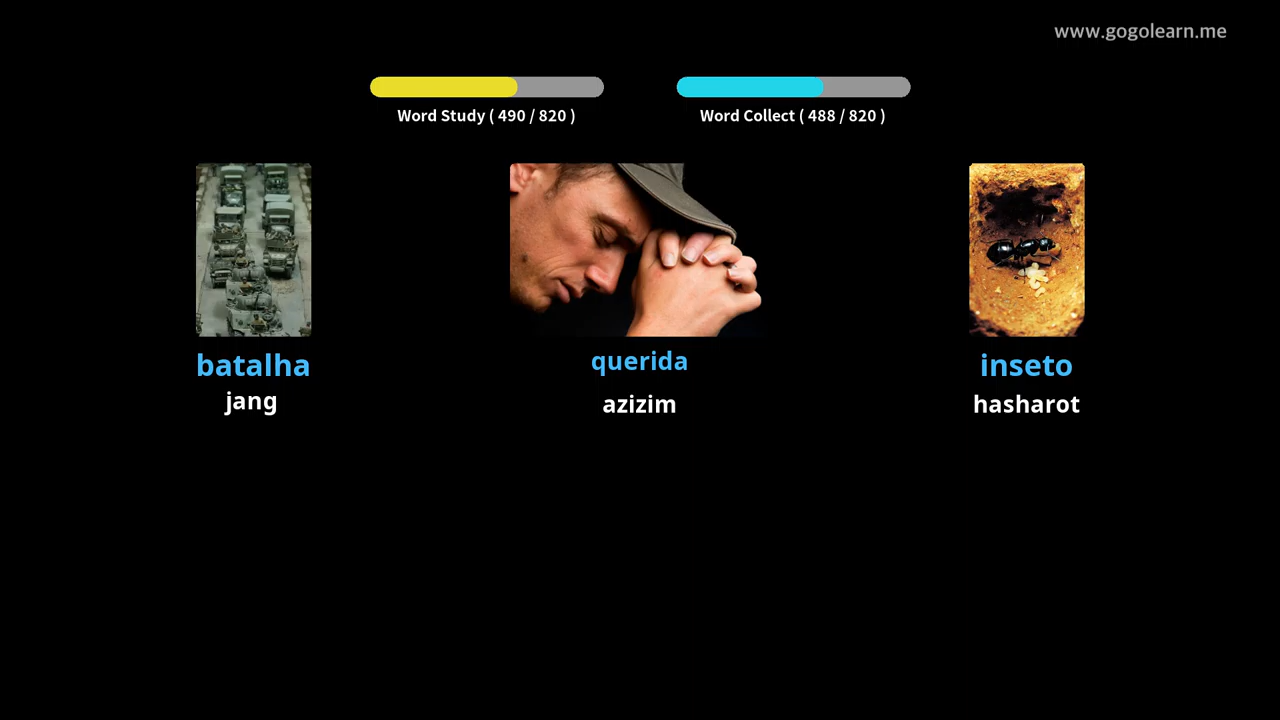 www.gogolearn.me
Word Study ( 490 / 820 )
Word Collect ( 488 / 820 )
batalha
jang
querida
azizim
inseto
hasharot